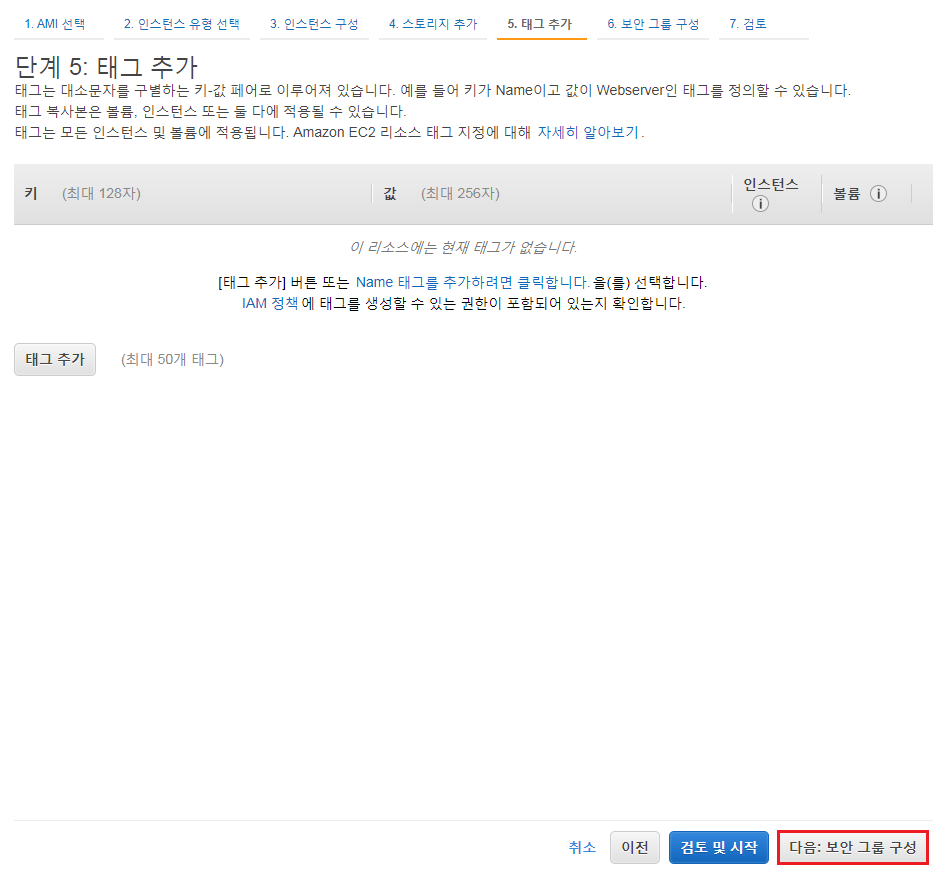 1. AMI 선택 2. 인스턴스 유형 선택 3. 인스턴스 구성 4. 스토리지 추가 5. 태그 추가 6. 보안 그룹 구성 7. 검토
단계 5: 태그 추가
태그는 대소문자를 구별하는 키-값 페어로 이루어져 있습니다. 예를 들어 키가 Name이고 값이 Webserver인 태그를 정의할 수 있습니다.
태그 복사본은 볼륨, 인스턴스 또는 둘 다에 적용될 수 있습니다.
태그는 모든 인스턴스 및 볼륨에 적용됩니다. Amazon EC2 리소스 태그 지정에 대해 자세히 알아보기.
키 (최대 128자) 값 (최대 256자) 인스턴스 볼륨
이 리소스에는 현재 태그가 없습니다.
[태그 추가] 버튼 또는 Name 태그를 추가하려면 클릭합니다. 을(를) 선택합니다.
IAM 정책 에 태그를 생성할 수 있는 권한이 포함되어 있는지 확인합니다.
태그 추가 (최대 50개 태그)
취소 이전 검토 및 시작 다음: 보안 그룹 구성